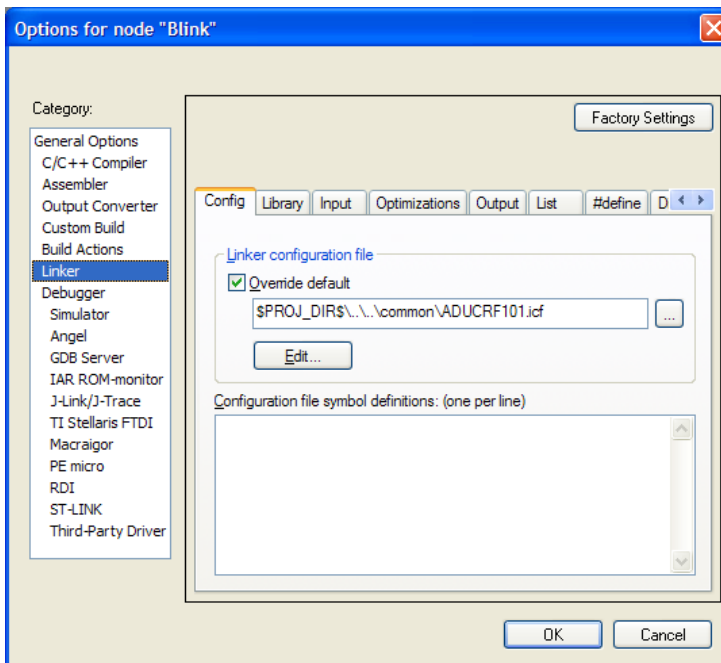 Options for node "Blink"
Category:
General Options
C/C++ Compiler
Assembler
Output Converter
Custom Build
Build Actions
Linker
Debugger
Simulator
Angel
GDB Server
IAR ROM-monitor
J-Link/J-Trace
TI Stellaris FTDI
Macraigor
PE micro
RDI
ST-LINK
Third-Party Driver
Factory Settings
Config Library Input Optimizations Output List #define D
Linker configuration file
Override default
$PROJ_DIR$\..\..\common\ADUCRF101.icf
...
Edit...
Configuration file symbol definitions: (one per line)
OK Cancel